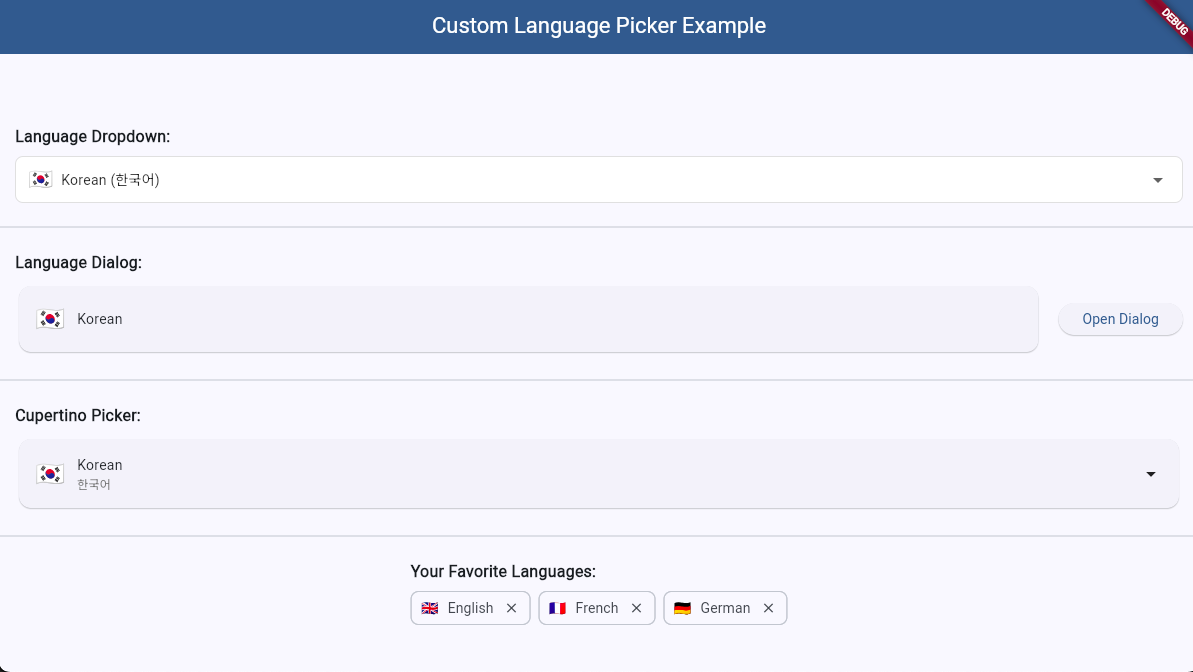 Custom Language Picker Example
DEBUG
Language Dropdown:
Korean (한국어)
Language Dialog:
Korean
Open Dialog
Cupertino Picker:
Korean
한국어
Your Favorite Languages:
English French German